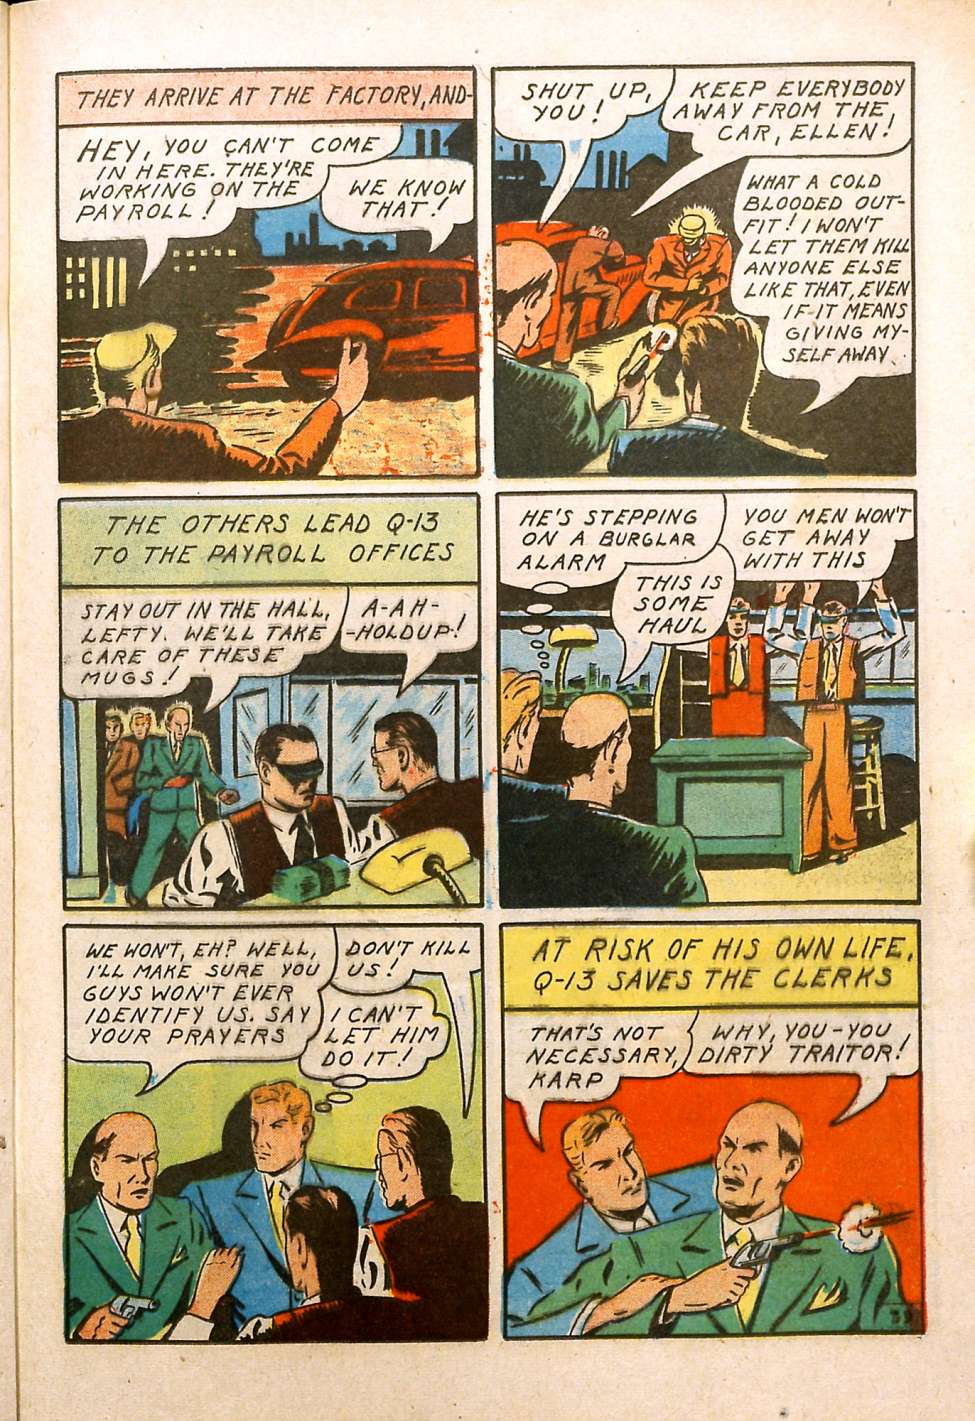 THEY ARRIVE AT THE FACTORY, AND-
HEY, YOU CAN'T COME
IN HERE. THEY'RE
WORKING ON THE
PAYROLL!
WE KNOW
THAT!
SHUT UP,
YOU!
KEEP EVERYBODY
AWAY FROM THE
CAR, ELLEN!
WHAT A COLD
BLOODED OUT-
FIT! I WON'T
LET THEM KILL
ANYONE ELSE
LIKE THAT, EVEN
IF IT MEANS
GIVING MY-
SELF AWAY
THE OTHERS LEAD Q-13
TO THE PAYROLL OFFICES
STAY OUT IN THE HALL,
LEFTY. WE'LL TAKE
CARE OF THESE
MUGS!
A-AH-
-HOLDUP!
HE'S STEPPING
ON A BURGLAR
ALARM
THIS IS
SOME
HAUL
YOU MEN WON'T
GET AWAY
WITH THIS
WE WON'T, EH? WELL,
I'LL MAKE SURE YOU
GUYS WON'T EVER
IDENTIFY US. SAY
YOUR PRAYERS
DON'T KILL
US!
I CAN'T
LET HIM
DO IT!
AT RISK OF HIS OWN LIFE,
Q-13 SAVES THE CLERKS
THAT'S NOT
NECESSARY,
KARP
WHY, YOU-YOU
DIRTY TRAITOR!